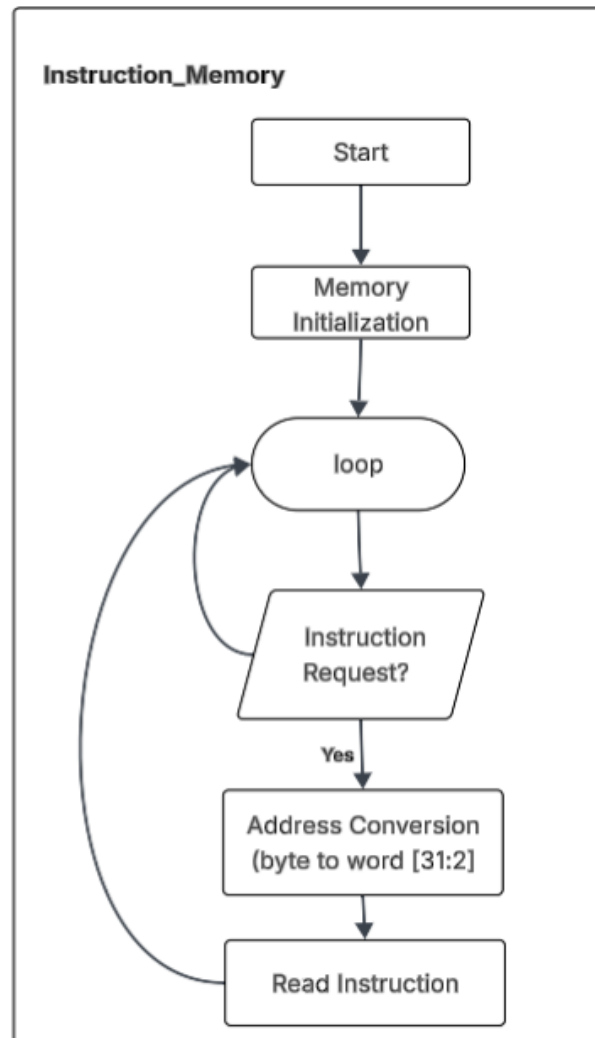 Instruction_Memory
Start
Memory
Initialization
loop
Instruction
Request?
Yes
Address Conversion
(byte to word [31:2]
Read Instruction